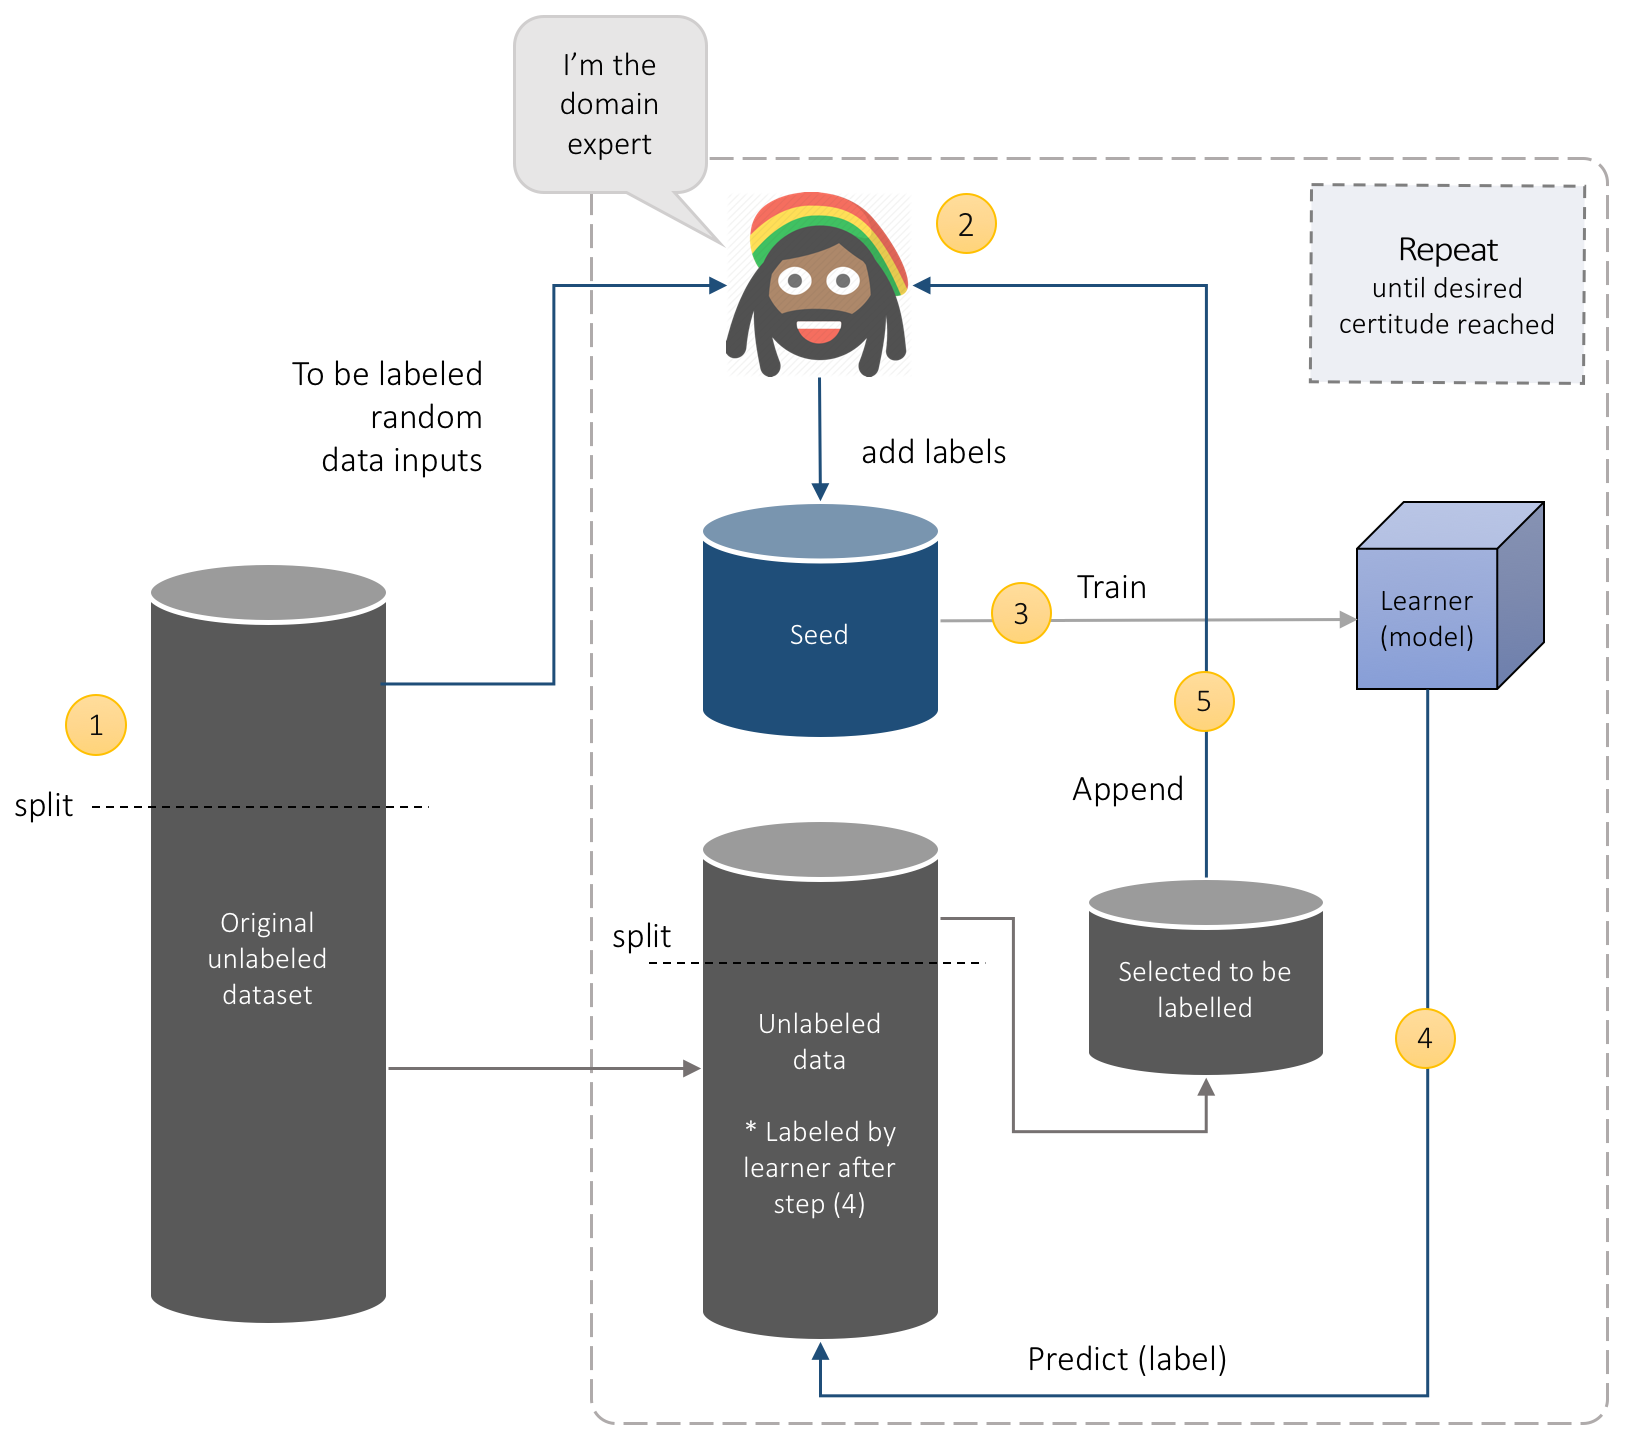 I’m the
domain
expert
2
Repeat
until desired
certitude reached
To be labeled
random
data inputs
add labels
Train
3
Seed
Learner
(model)
1
5
split
Append
Original
unlabeled
dataset
split
Selected to be
labelled
Unlabeled
data
* Labeled by
learner after
step (4)
4
Predict (label)